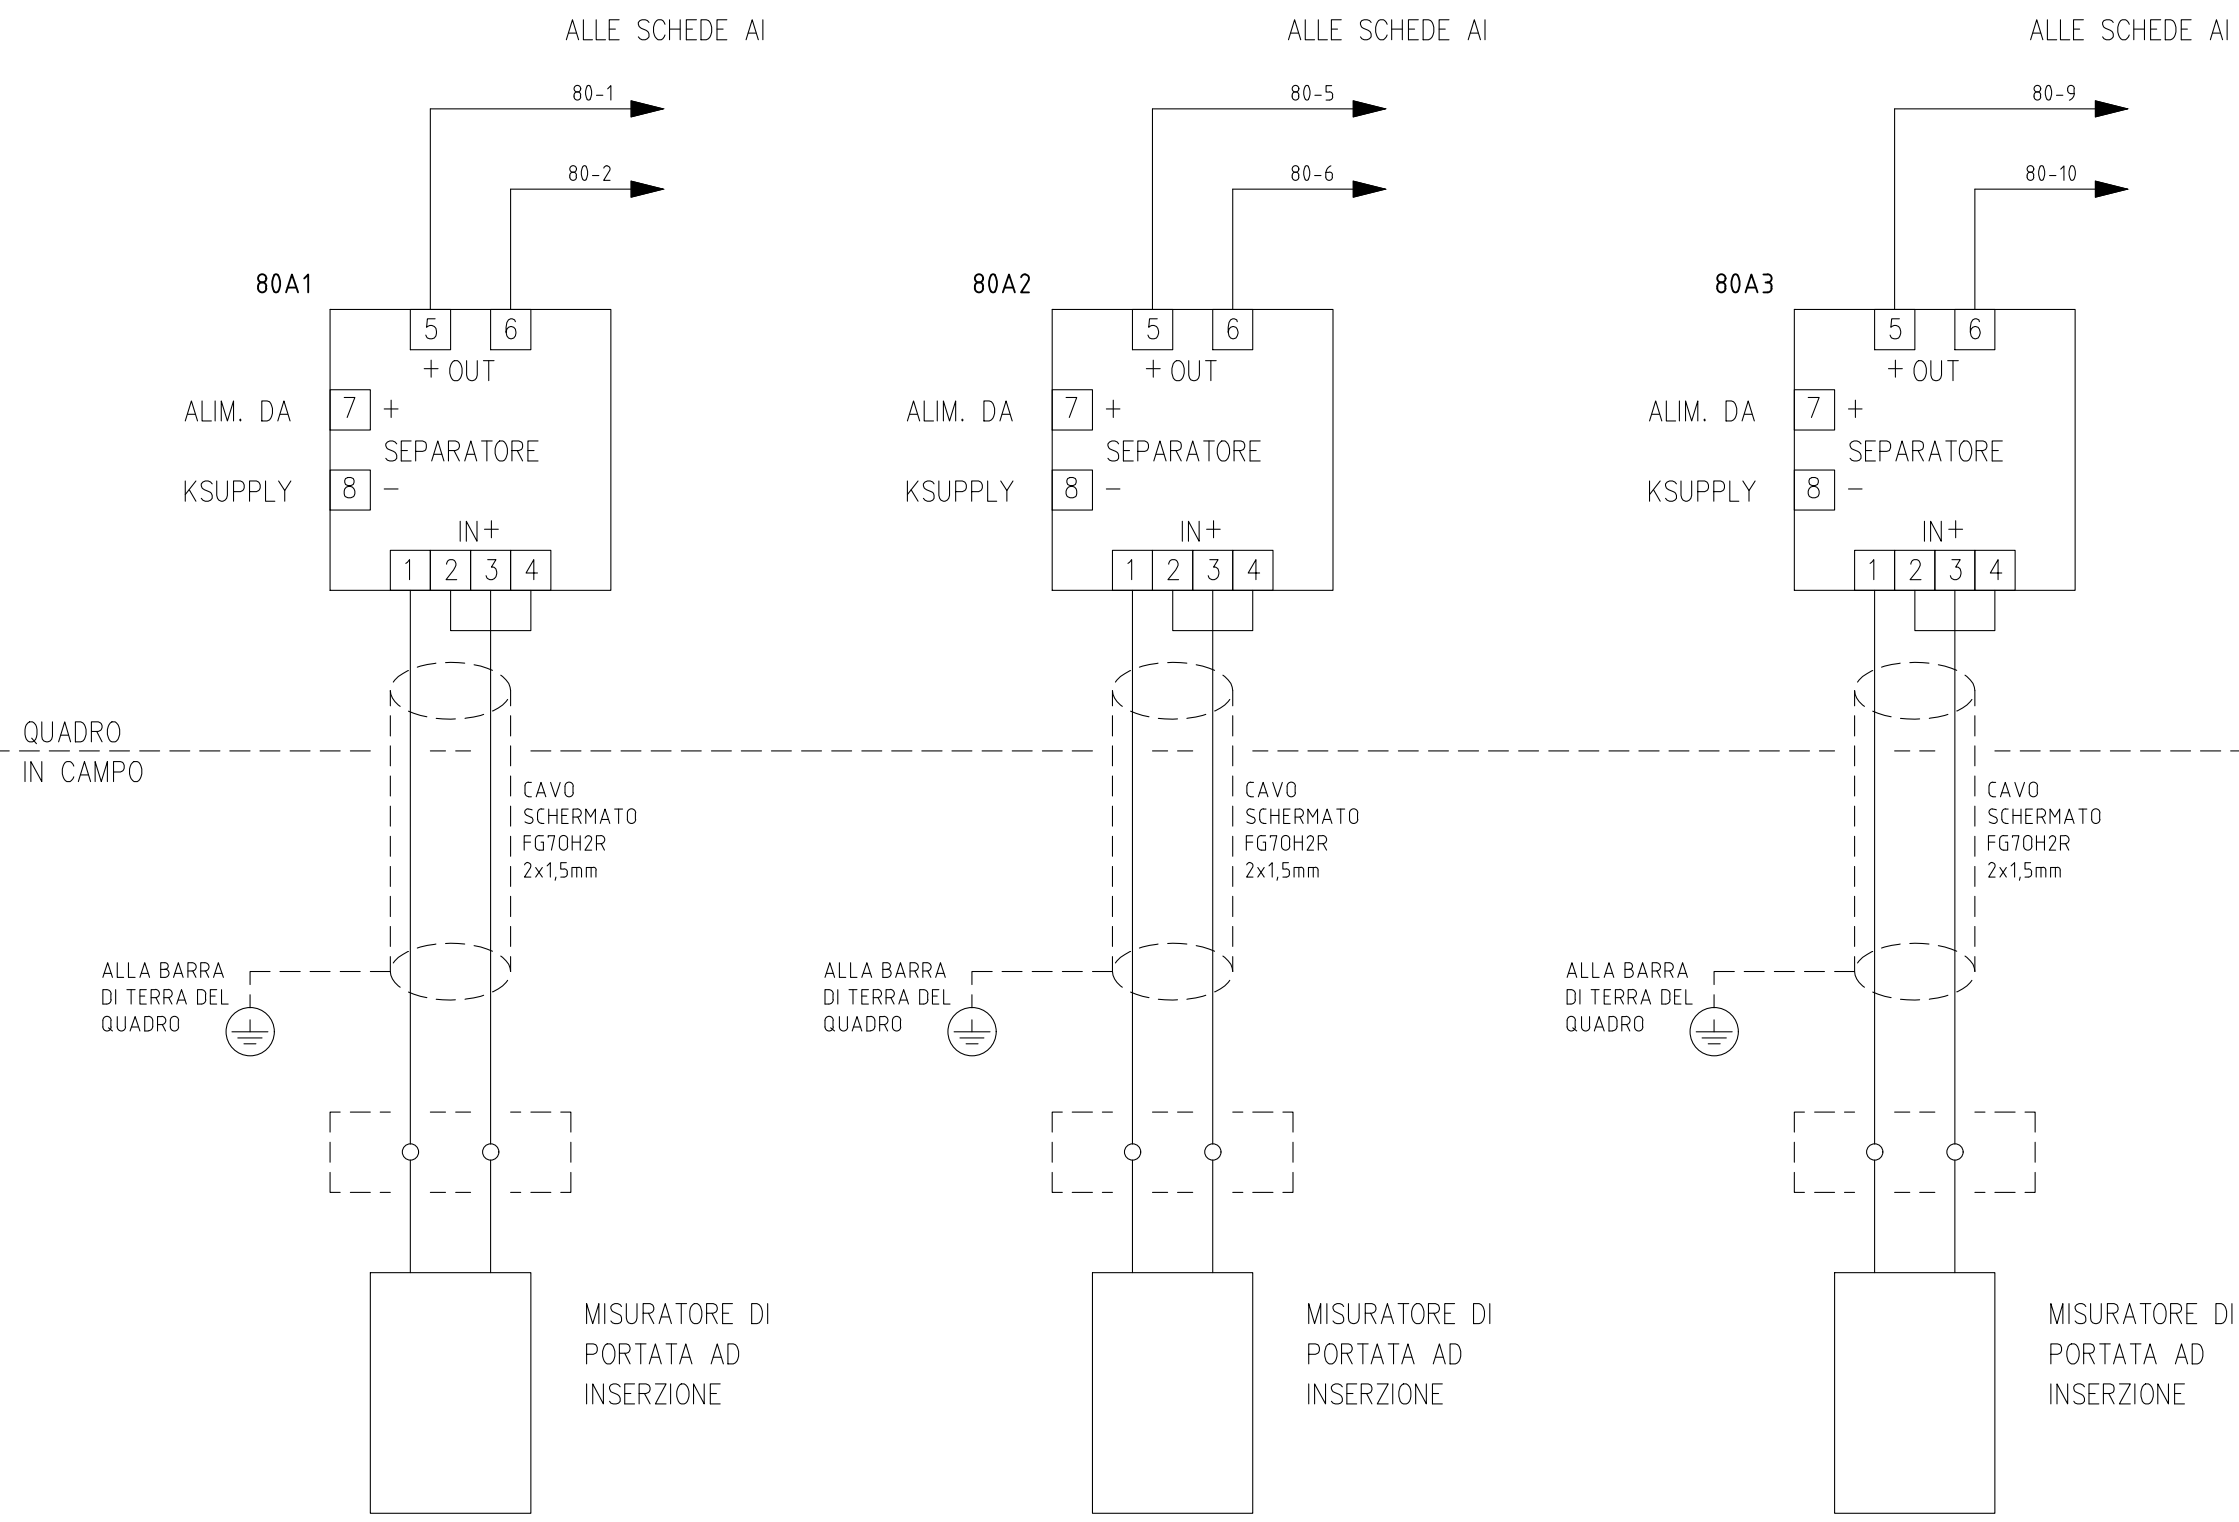 ALLE SCHEDE AI
ALLE SCHEDE AI
ALLE SCHEDE AI
80-1
80-5
80-9
80-2
80-6
80-10
80A1
80A2
80A3
5 6
5 6
5 6
+ OUT
+ OUT
+ OUT
ALIM. DA 7 +
ALIM. DA 7 +
ALIM. DA 7 +
SEPARATORE
SEPARATORE
SEPARATORE
KSUPPLY 8 -
KSUPPLY 8 -
KSUPPLY 8 -
IN+
IN+
IN+
1 2 3 4
1 2 3 4
1 2 3 4
QUADRO
IN CAMPO
CAVO
SCHERMATO
FG7OH2R
2x1,5mm
CAVO
SCHERMATO
FG7OH2R
2x1,5mm
CAVO
SCHERMATO
FG7OH2R
2x1,5mm
ALLA BARRA
DI TERRA DEL
QUADRO
ALLA BARRA
DI TERRA DEL
QUADRO
ALLA BARRA
DI TERRA DEL
QUADRO
MISURATORE DI
PORTATA AD
INSERZIONE
MISURATORE DI
PORTATA AD
INSERZIONE
MISURATORE DI
PORTATA AD
INSERZIONE